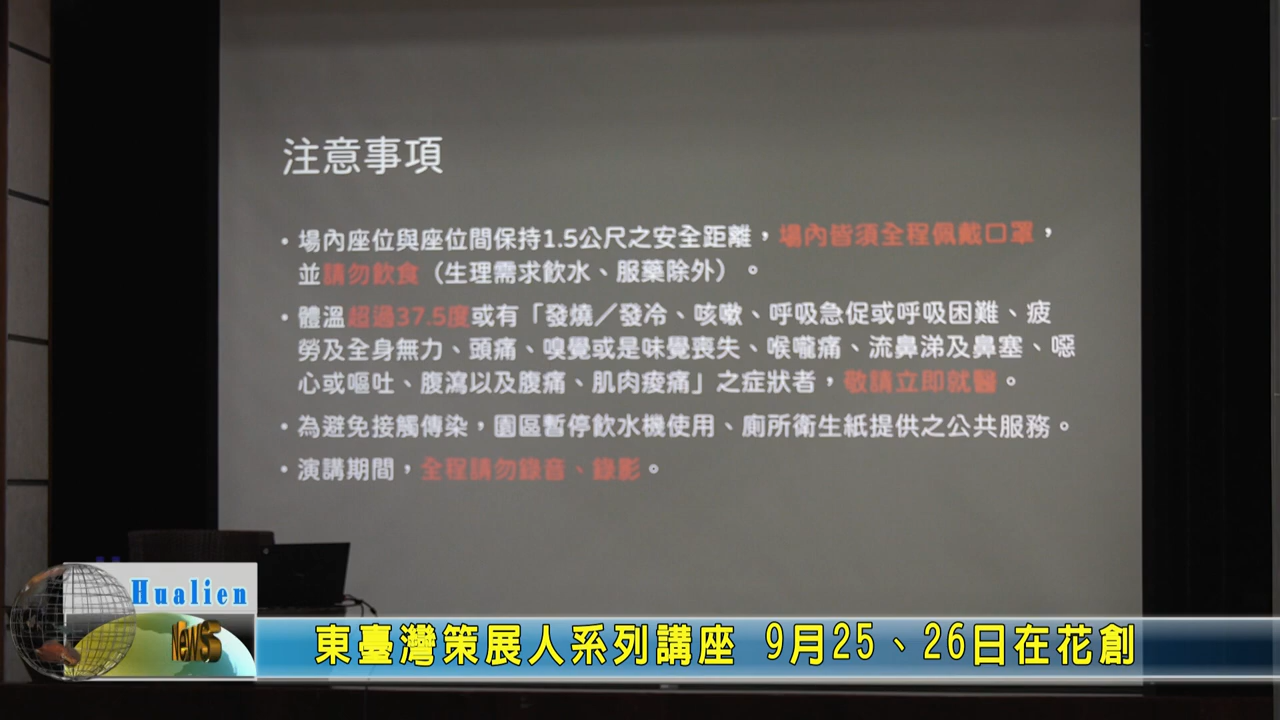 注意事項
• 場內座位與座位間保持1.5公尺之安全距離，場內皆須全程佩戴口罩，
並請勿飲食（生理需求飲水、服藥除外）。
• 體溫超過37.5度或有「發燒／發冷、咳嗽、呼吸急促或呼吸困難、疲
勞及全身無力、頭痛、嗅覺或是味覺喪失、喉嚨痛、流鼻涕及鼻塞、噁
心或嘔吐、腹瀉以及腹痛、肌肉痠痛」之症狀者，敬請立即就醫。
• 為避免接觸傳染，園區暫停飲水機使用、廁所衛生紙提供之公共服務。
• 演講期間，全程請勿錄音、錄影。
Hualien
NewS
東臺灣策展人系列講座 9月25、26日在花創